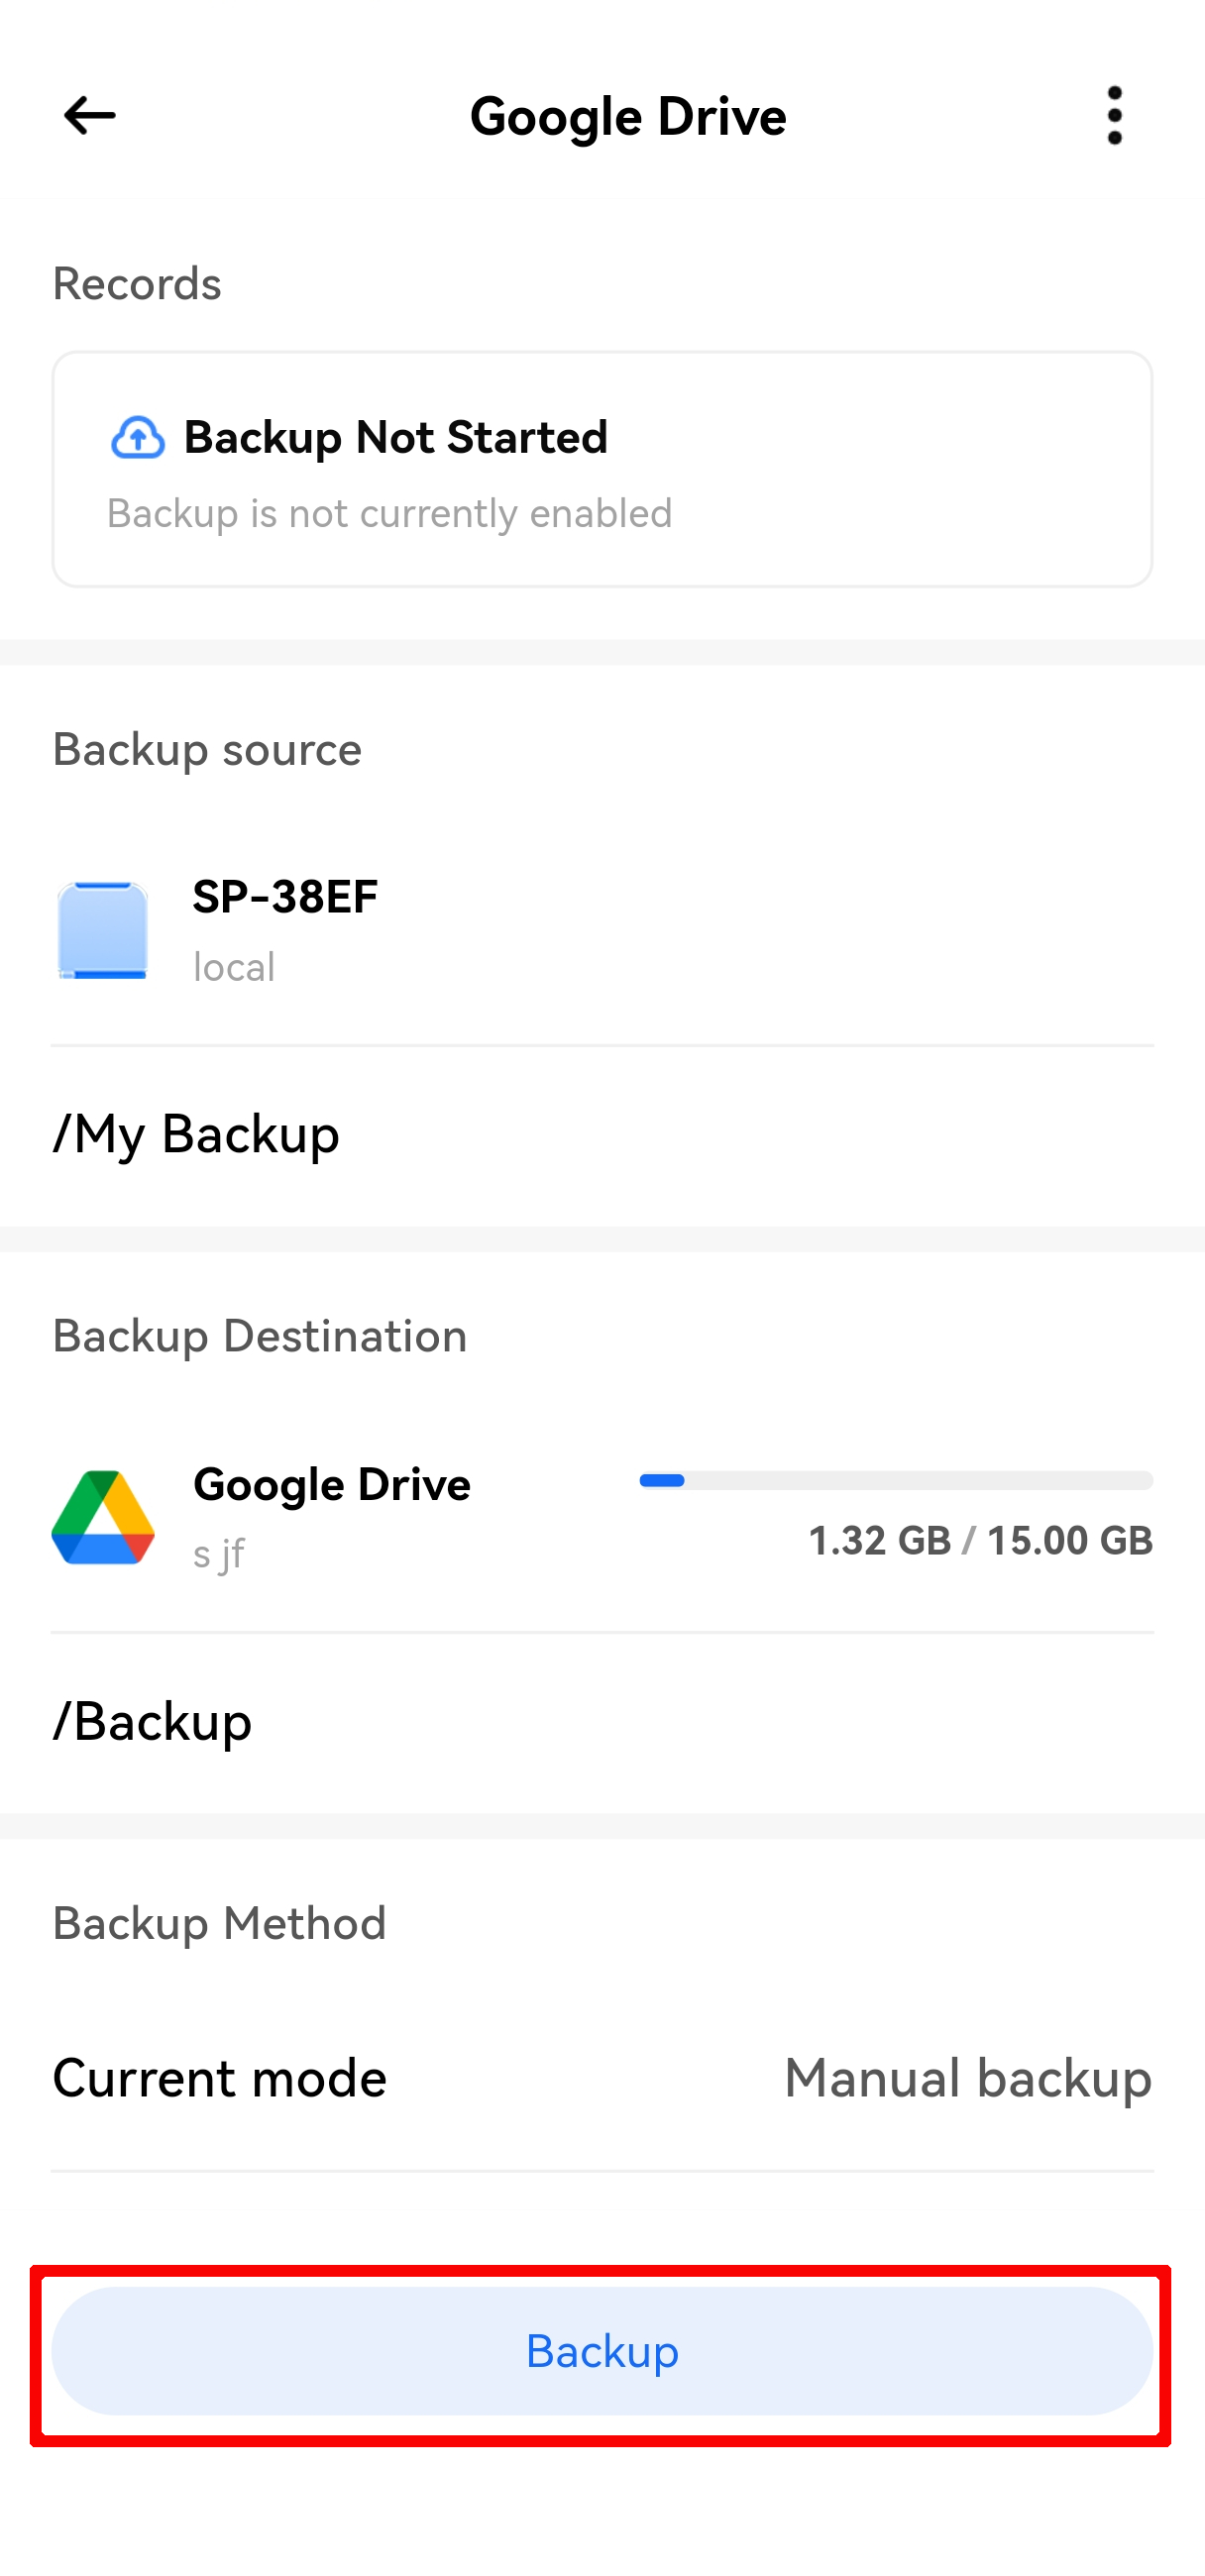 Google Drive
Records
Backup Not Started
Backup is not currently enabled
Backup source
SP-38EF
local
/My Backup
Backup Destination
Google Drive
s jf
1.32 GB / 15.00 GB
/Backup
Backup Method
Current mode Manual backup
Backup